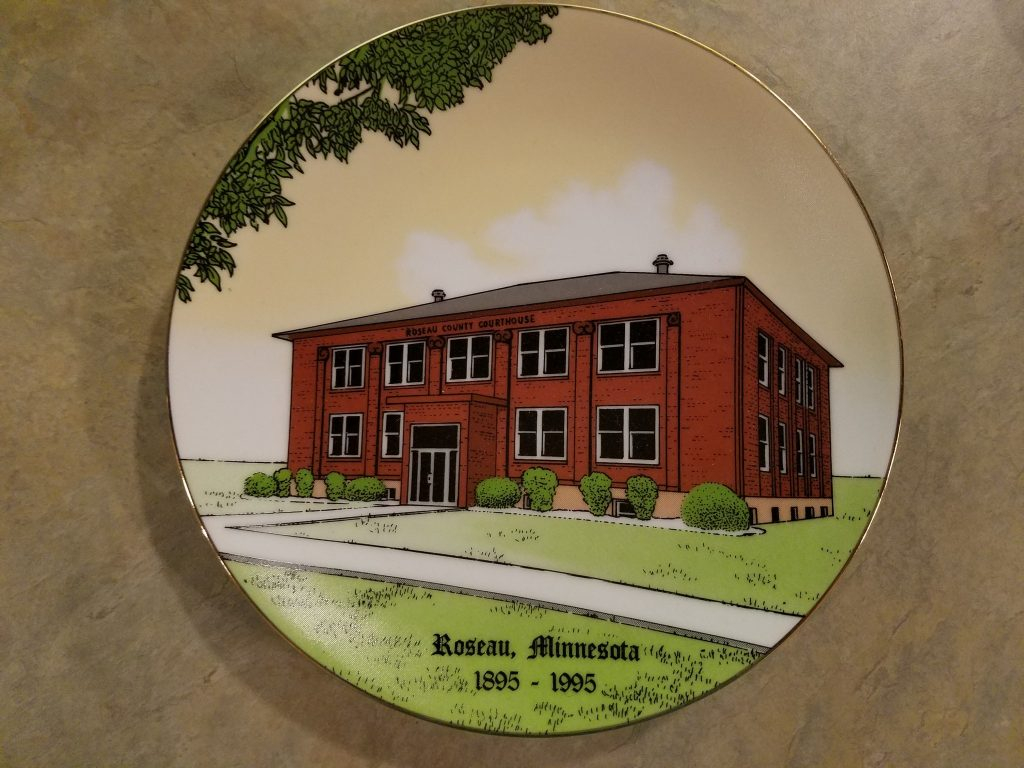 ROSEAU COUNTY COURTHOUSE
Roseau, Minnesota
1895 - 1995